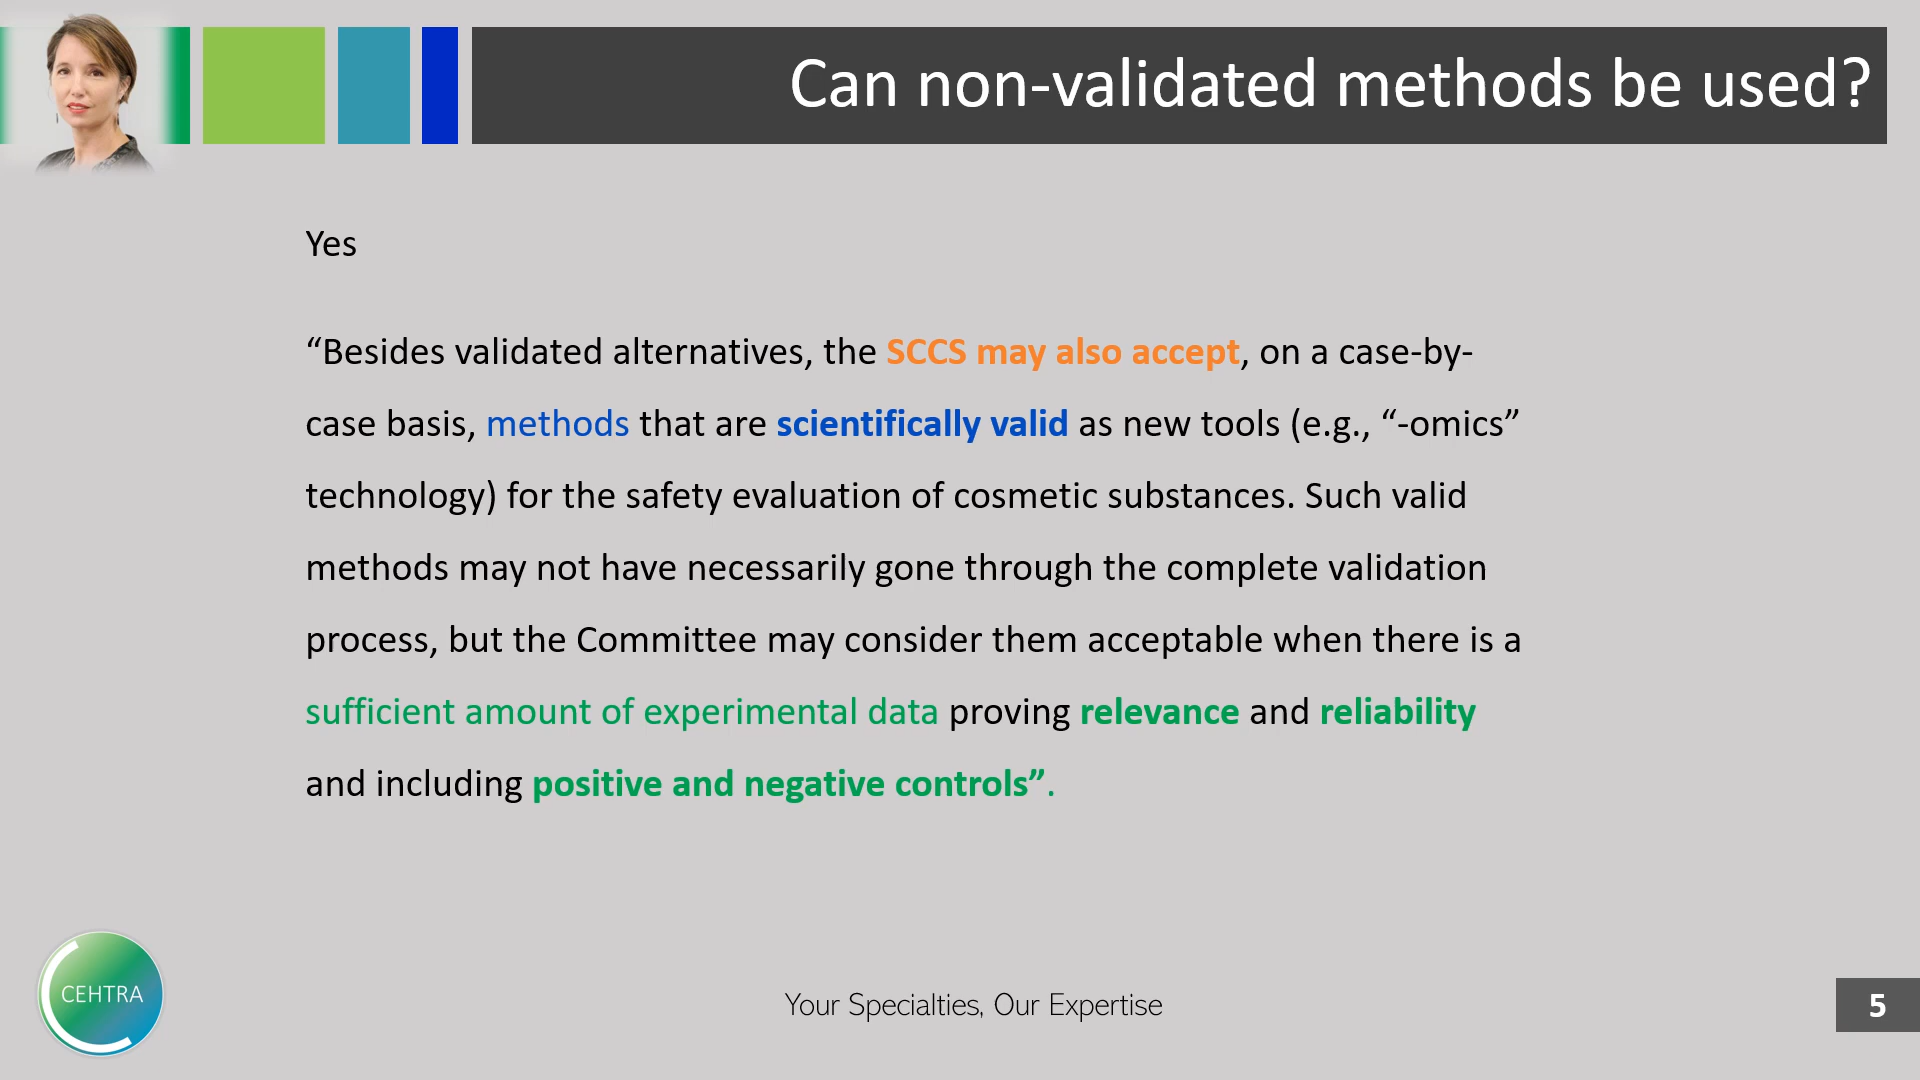 Can non-validated methods be used?
Yes
“Besides validated alternatives, the SCCS may also accept, on a case-by-
case basis, methods that are scientifically valid as new tools (e.g., “-omics”
technology) for the safety evaluation of cosmetic substances. Such valid
methods may not have necessarily gone through the complete validation
process, but the Committee may consider them acceptable when there is a
sufficient amount of experimental data proving relevance and reliability
and including positive and negative controls”.
CEHTRA
Your Specialties, Our Expertise
5